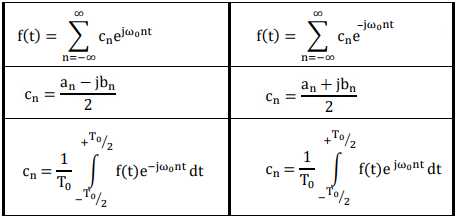 f(t) = ∑_{n=−∞}^{∞} c_n e^{jω₀nt}
f(t) = ∑_{n=−∞}^{∞} c_n e^{-jω₀nt}
c_n = (a_n − jb_n)/2
c_n = (a_n + jb_n)/2
c_n = 1/T₀ ∫_{−T₀/2}^{+T₀/2} f(t)e^{−jω₀nt} dt
c_n = 1/T₀ ∫_{−T₀/2}^{+T₀/2} f(t)e^{jω₀nt} dt